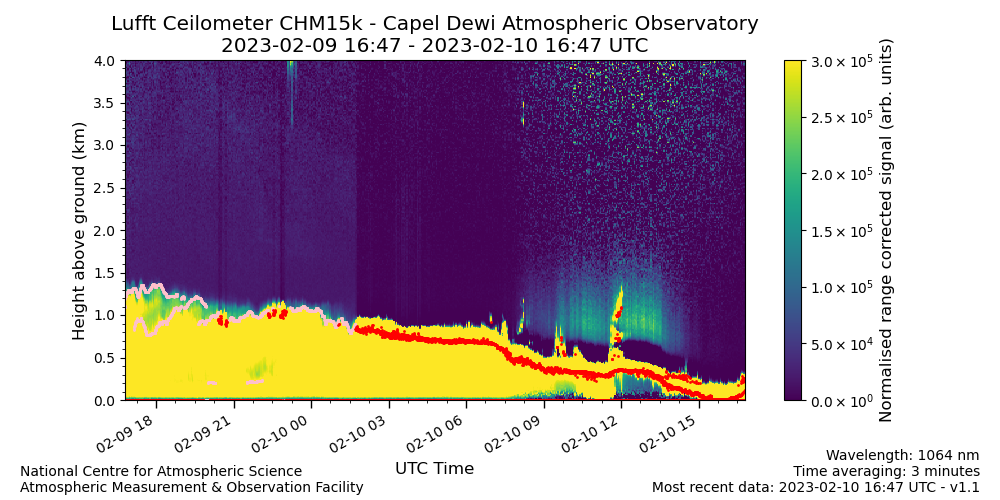 Lufft Ceilometer CHM15k - Capel Dewi Atmospheric Observatory
2023-02-09 16:47 - 2023-02-10 16:47 UTC
Height above ground (km)
4.0
3.5
3.0
2.5
2.0
1.5
1.0
0.5
0.0
02-09 18
02-09 21
02-10 00
02-10 03
02-10 06
02-10 09
02-10 12
02-10 15
UTC Time
3.0 × 10⁵
2.5 × 10⁵
2.0 × 10⁵
1.5 × 10⁵
1.0 × 10⁵
5.0 × 10⁴
0.0 × 10⁰
Normalised range corrected signal (arb. units)
National Centre for Atmospheric Science
Atmospheric Measurement & Observation Facility
Wavelength: 1064 nm
Time averaging: 3 minutes
Most recent data: 2023-02-10 16:47 UTC - v1.1